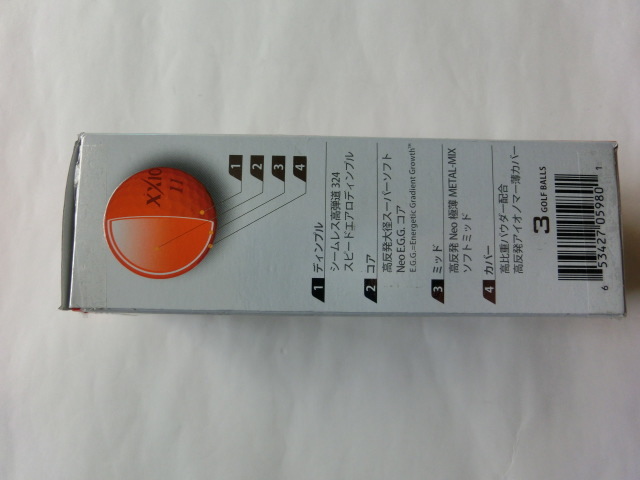 XXIO
11
1
2
3
4
1 ディンプル
シームレス高弾道 324
スピードエアロディンプル
2 コア
高反発大径スーパーソフト
Neo E.G.G. コア
E.G.G.=Energetic Gradient Growth™
3 ミッド
高反発 Neo 極薄 METAL-MIX
ソフトミッド
4 カバー
高比重パウダー配合
高反発アイオノマー薄カバー
3 GOLF BALLS
6 53427 05980 1